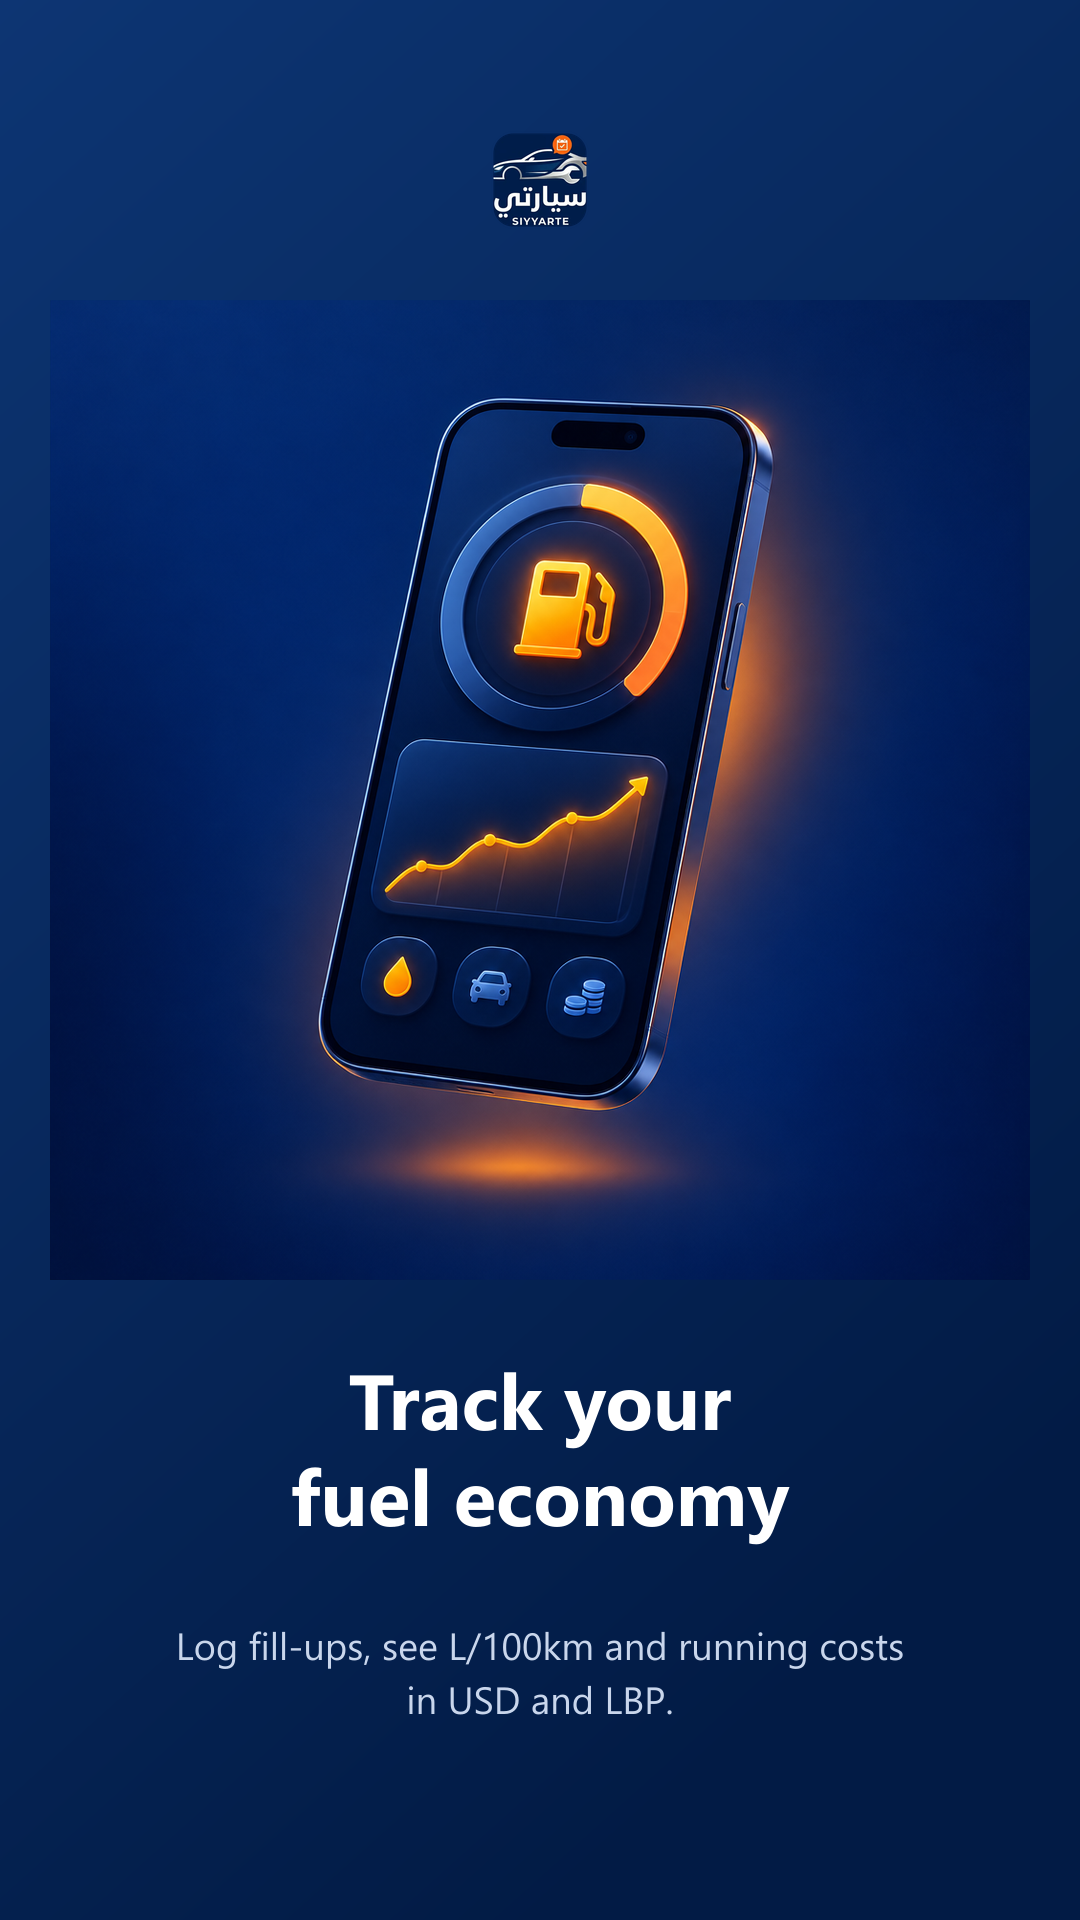 سيارتي
SIYYARTE
Track your
fuel economy
Log fill-ups, see L/100km and running costs
in USD and LBP.